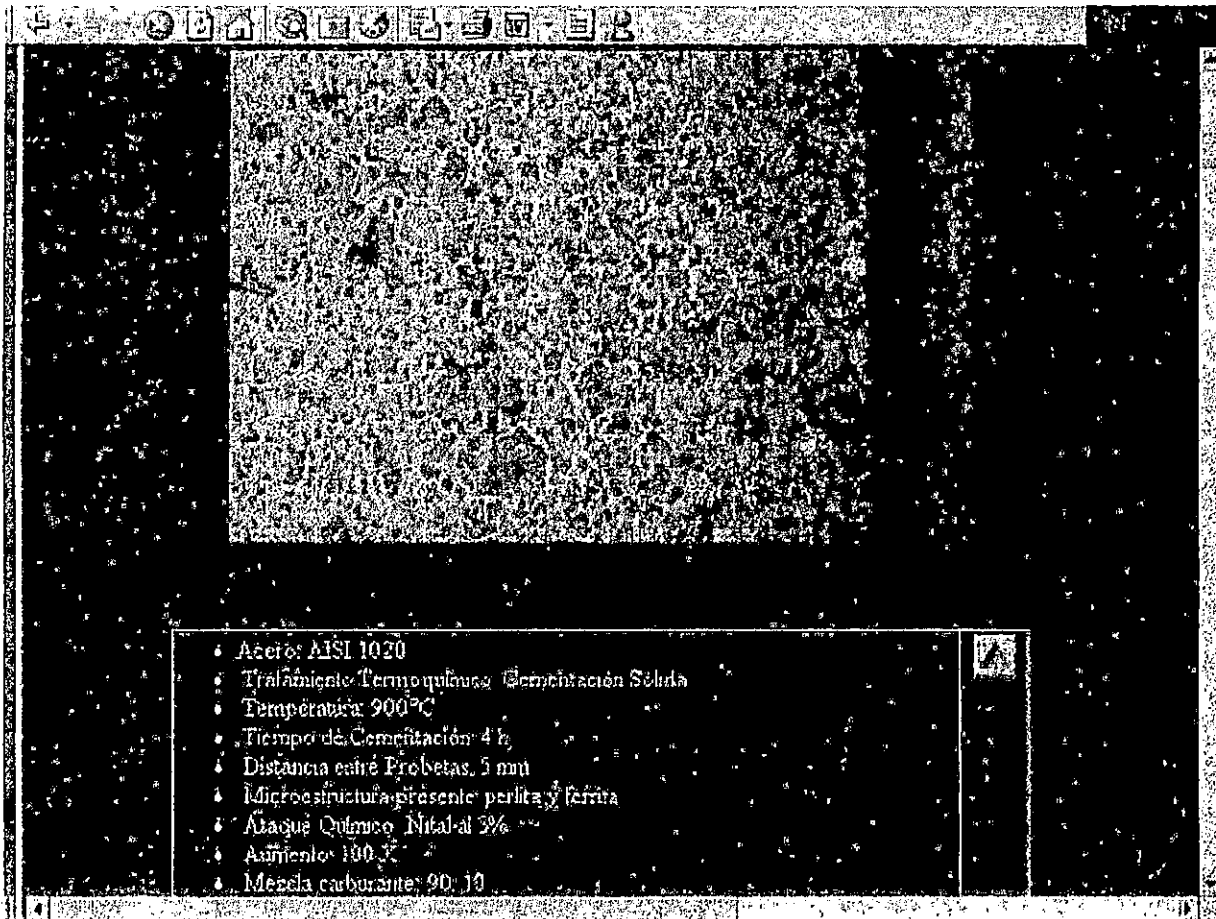 Acero: AISI 1020
Tratamiento Termoquímico: Cementación Sólida
Temperatura: 900°C
Tiempo de Cementación: 4 h
Distancia entre Probetas: 5 mm
Microestructura presente: perlita y ferrita
Ataque Químico: Nital al 3%
Aumento: 100 X
Mezcla carburante: 90: 10